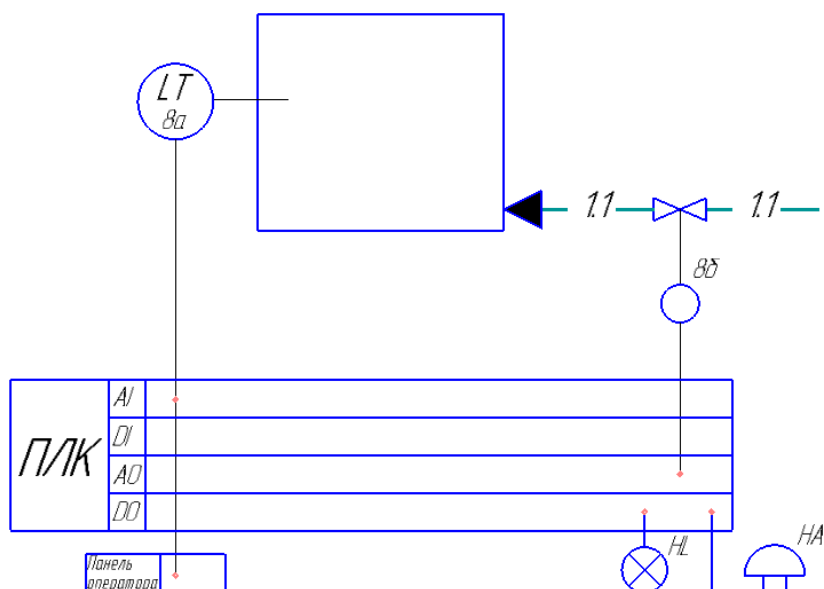 LT
8а
1.1
1.1
8б
ПЛК
AI
DI
AO
DO
HL
HA
Панель
оператора